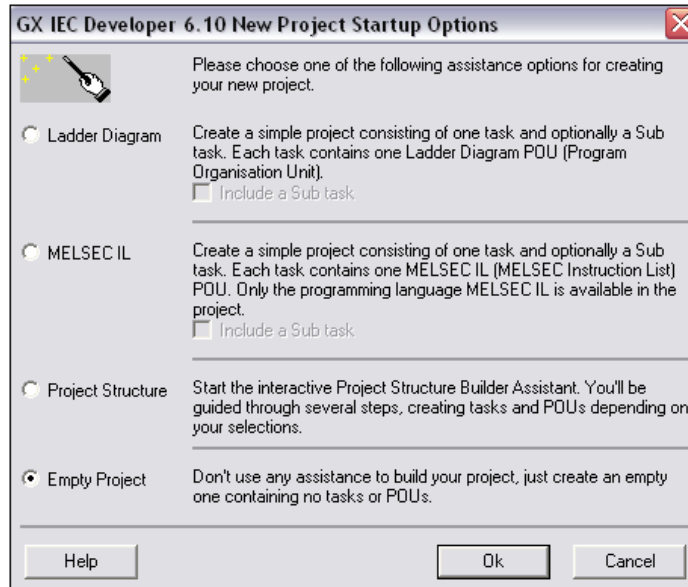 GX IEC Developer 6.10 New Project Startup Options
Please choose one of the following assistance options for creating
your new project.
Ladder Diagram
Create a simple project consisting of one task and optionally a Sub
task. Each task contains one Ladder Diagram POU (Program
Organisation Unit).
Include a Sub task
MELSEC IL
Create a simple project consisting of one task and optionally a Sub
task. Each task contains one MELSEC IL (MELSEC Instruction List)
POU. Only the programming language MELSEC IL is available in the
project.
Include a Sub task
Project Structure
Start the interactive Project Structure Builder Assistant. You'll be
guided through several steps, creating tasks and POUs depending on
your selections.
Empty Project
Don't use any assistance to build your project, just create an empty
one containing no tasks or POUs.
Help
Ok
Cancel